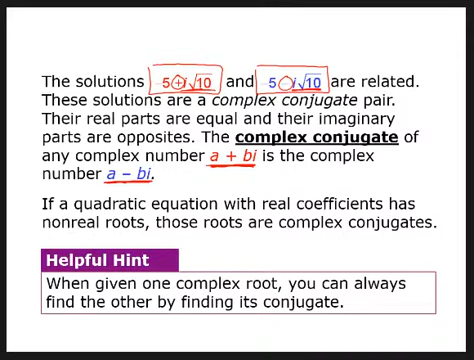 The solutions 5 + i√10 and 5 – i√10 are related.
These solutions are a complex conjugate pair.
Their real parts are equal and their imaginary
parts are opposites. The complex conjugate of
any complex number a + bi is the complex
number a – bi.
If a quadratic equation with real coefficients has
nonreal roots, those roots are complex conjugates.
Helpful Hint
When given one complex root, you can always
find the other by finding its conjugate.